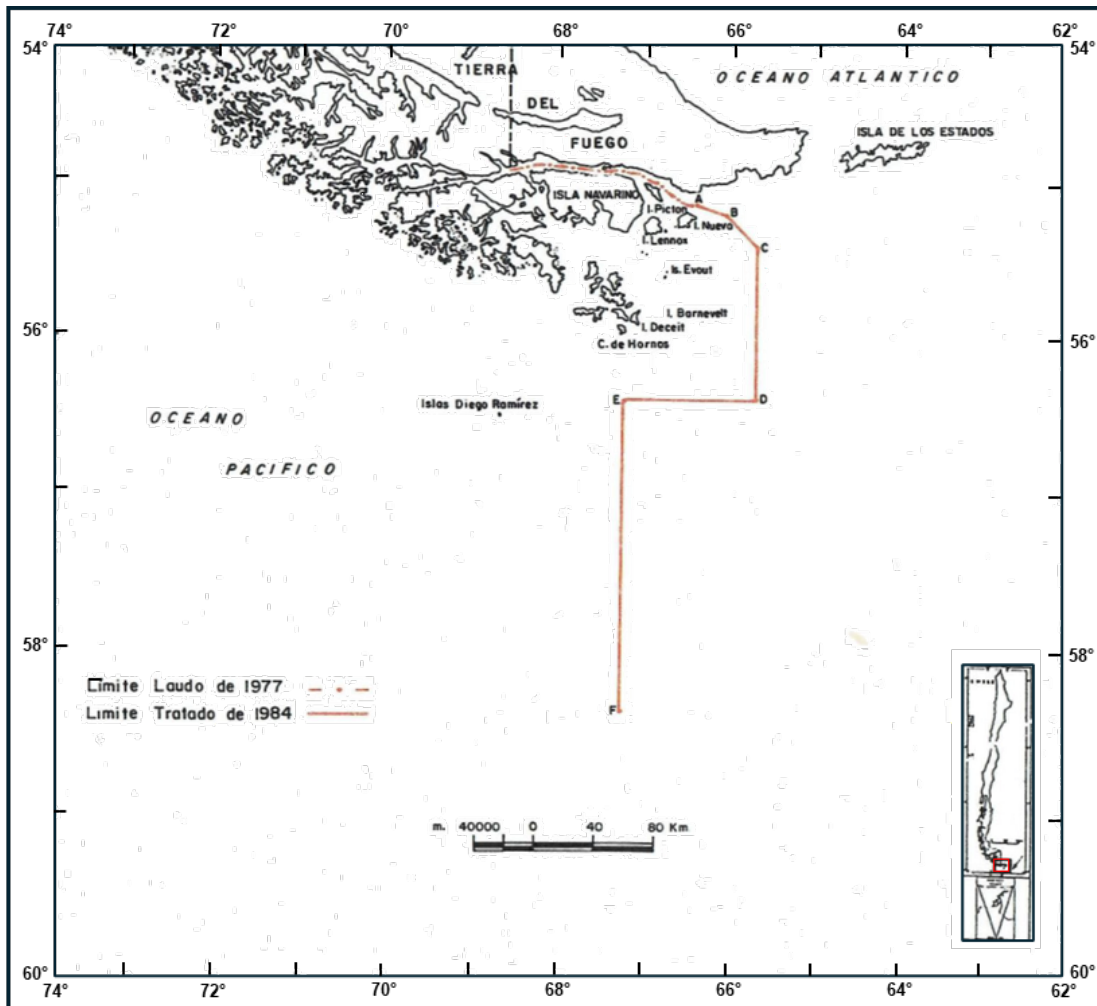 74°
72°
70°
68°
66°
64°
62°
54°
54°
TIERRA
DEL
FUEGO
OCEANO ATLANTICO
ISLA DE LOS ESTADOS
ISLA NAVARINO
A
I. Picton
B
I. Nueva
I. Lennox
C
Is. Evout
I. Barnevelt
I. Deceit
C. de Hornos
56°
56°
E
D
Islas Diego Ramírez
OCEANO
PACIFICO
58°
58°
Límite Laudo de 1977
Límite Tratado de 1984
F
m. 40000 0 40 80 Km
60°
60°
74°
72°
70°
68°
66°
64°
62°